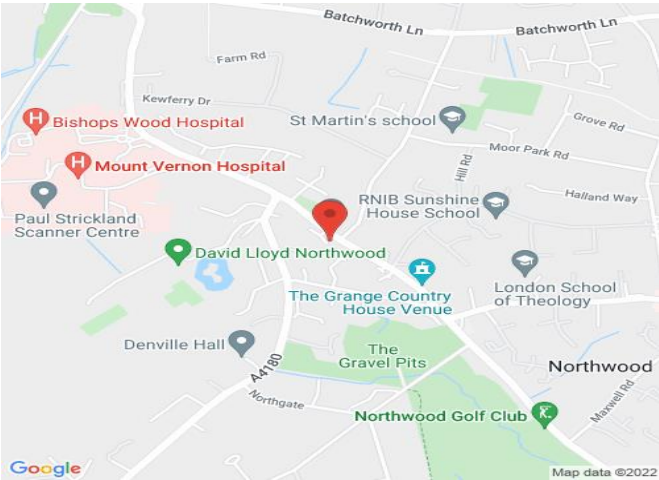 Batchworth Ln
Batchworth Ln
Farm Rd
Kewferry Dr
Bishops Wood Hospital
St Martin's school
Grove Rd
Moor Park Rd
Mount Vernon Hospital
Hill Rd
Halland Way
RNIB Sunshine
House School
Paul Strickland
Scanner Centre
David Lloyd Northwood
The Grange Country
House Venue
London School
of Theology
Denville Hall
The
Gravel Pits
A4180
Northwood
Northgate
Maxwell Rd
Northwood Golf Club
Google
Map data ©2022
H
H